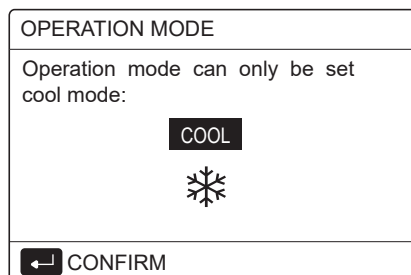 OPERATION MODE
Operation mode can only be set
cool mode:
COOL
CONFIRM